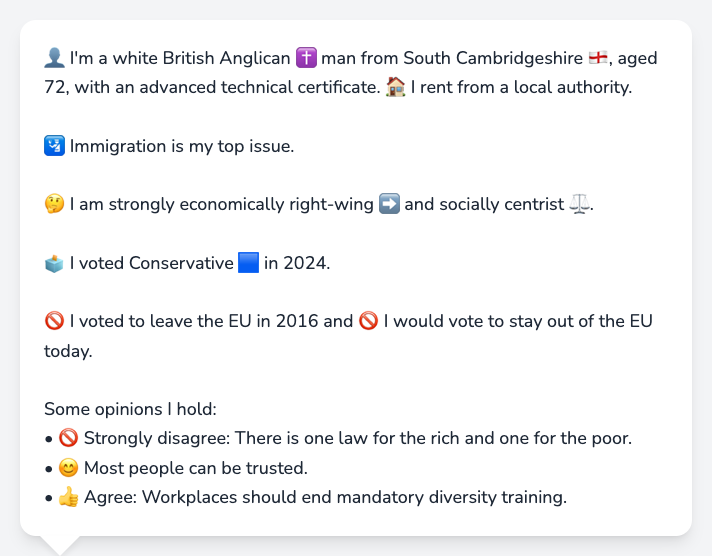 👤 I'm a white British Anglican ✝️ man from South Cambridgeshire 🏴󠁧󠁢󠁥󠁮󠁧󠁿, aged
72, with an advanced technical certificate. 🏠 I rent from a local authority.
🛂 Immigration is my top issue.
🤔 I am strongly economically right-wing ➡️ and socially centrist ⚖️.
🗳️ I voted Conservative 🟦 in 2024.
🚫 I voted to leave the EU in 2016 and 🚫 I would vote to stay out of the EU
today.
Some opinions I hold:
• 🚫 Strongly disagree: There is one law for the rich and one for the poor.
• 😊 Most people can be trusted.
• 👍 Agree: Workplaces should end mandatory diversity training.